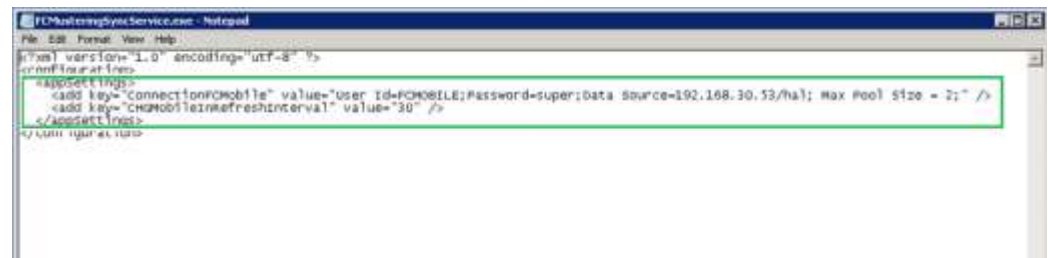 FCMusteringSyncService.exe - Notepad
File Edit Format View Help
<?xml version="1.0" encoding="utf-8" ?>
<configuration>
<appSettings>
<add key="ConnectionFCMobile" value="User Id=FCMOBILE;Password=super;Data Source=192.168.30.53/hal; Max Pool Size = 2;" />
<add key="CHGMobileInRefreshInterval" value="30" />
</appSettings>
</configuration>